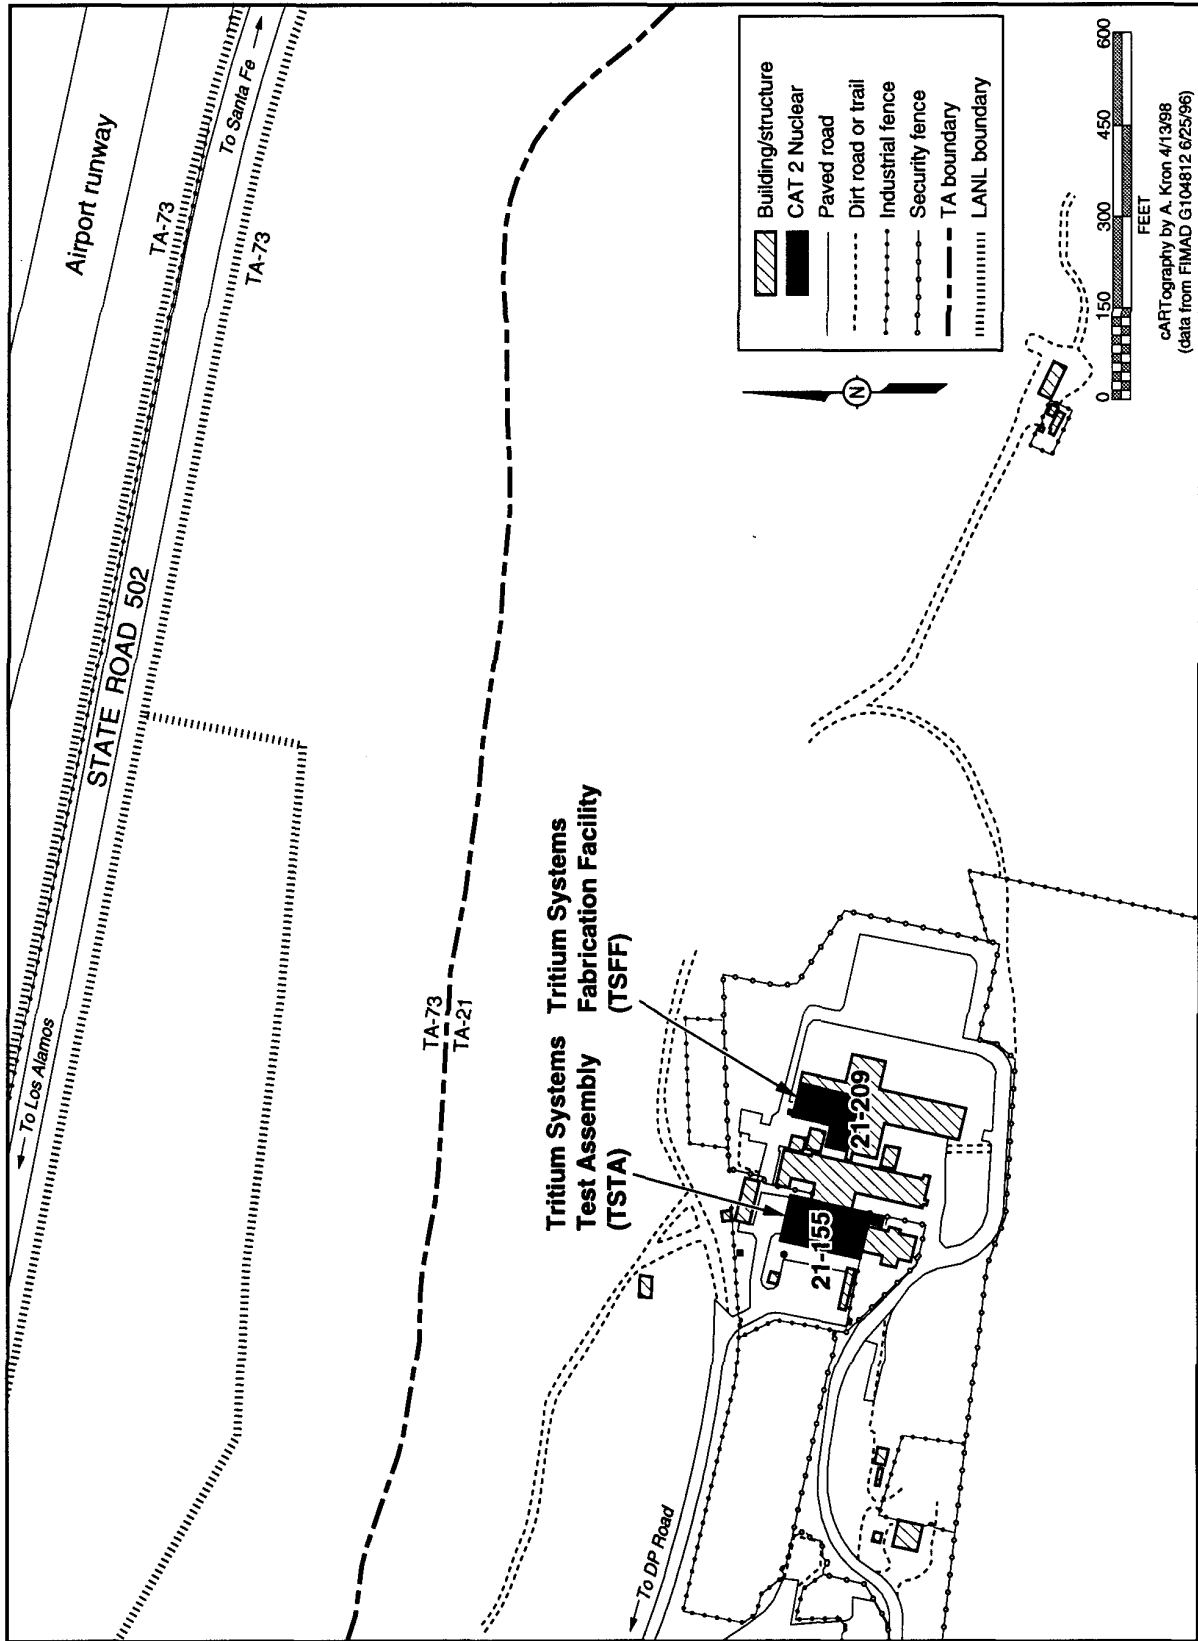 Airport runway
TA-73
To Santa Fe
TA-73
STATE ROAD 502
To Los Alamos
TA-73
TA-21
Tritium Systems
Test Assembly
(TSTA)
Tritium Systems
Fabrication Facility
(TSFF)
21-155
21-209
To DP Road
N
Building/structure
CAT 2 Nuclear
Paved road
Dirt road or trail
Industrial fence
Security fence
TA boundary
LANL boundary
0 150 300 450 600
FEET
cARTography by A. Kron 4/13/98
(data from FIMAD G104812 6/25/96)